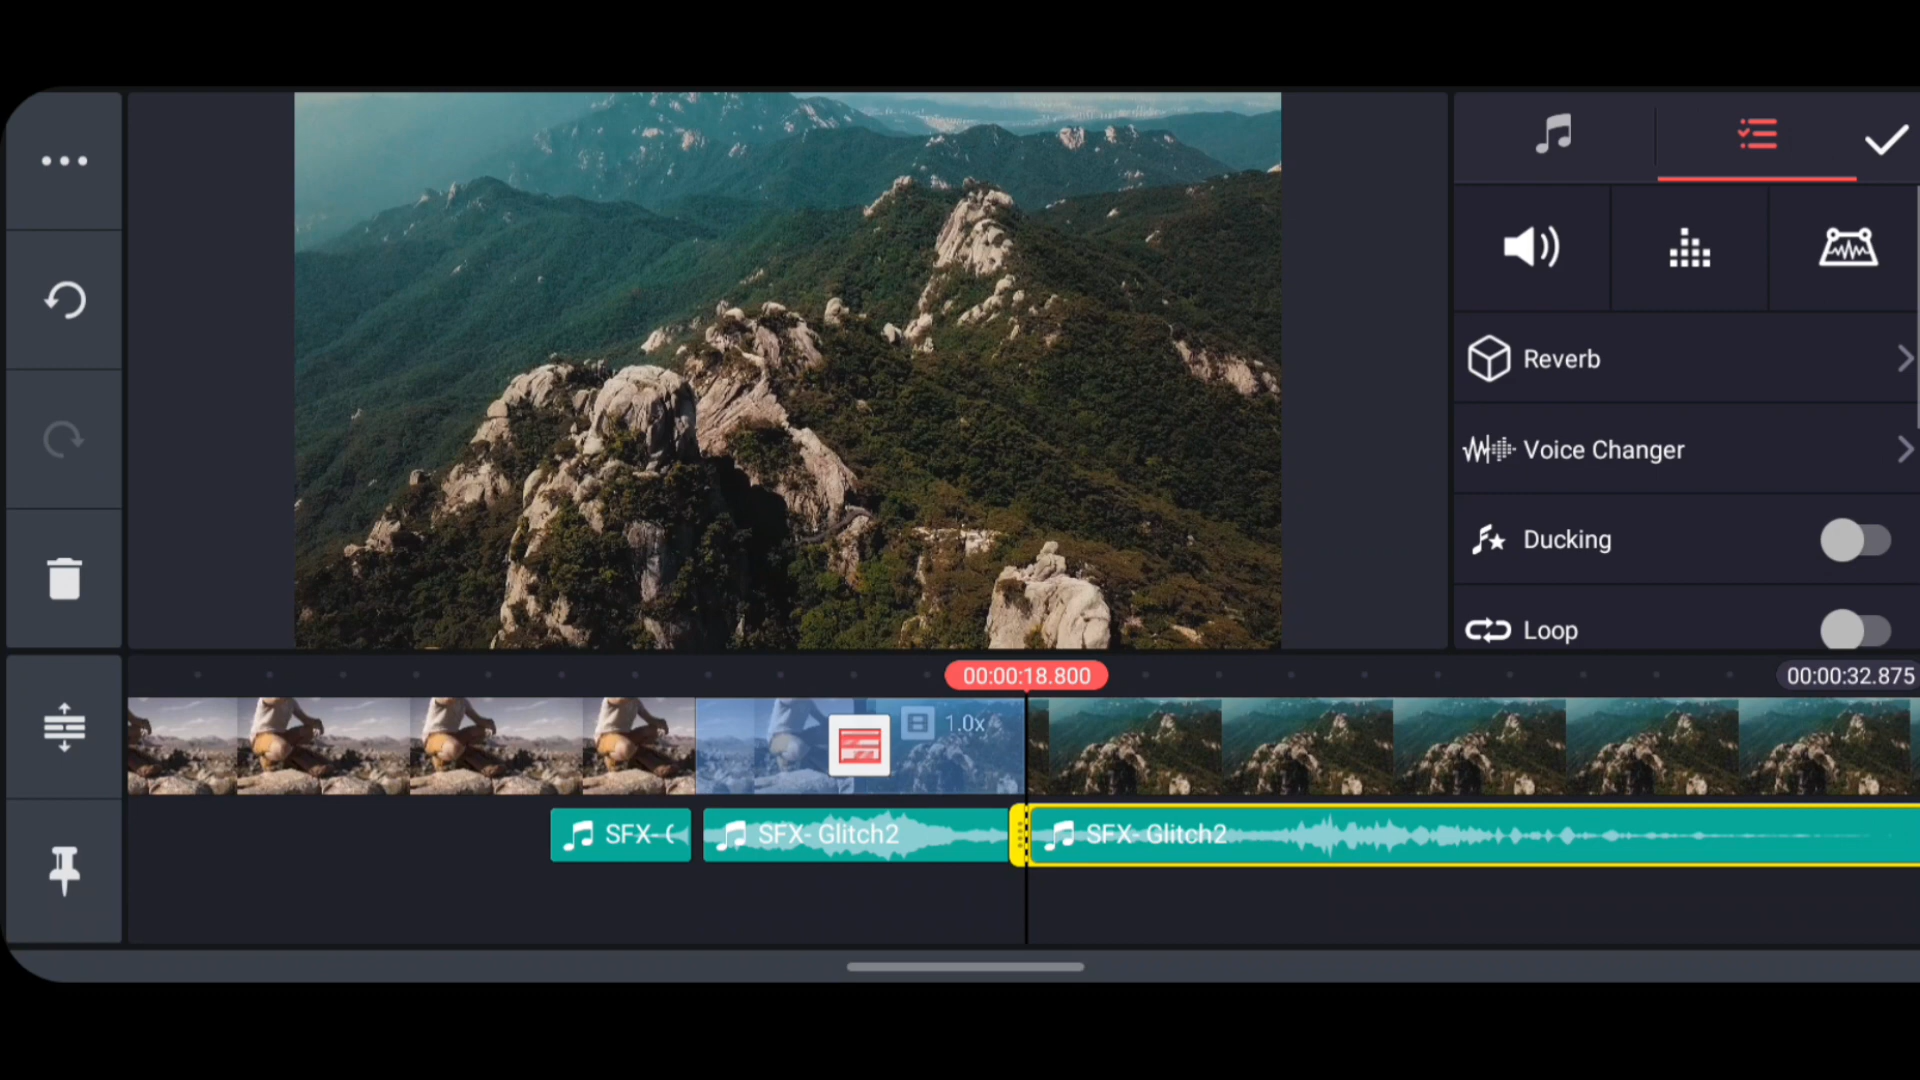 Reverb
Voice Changer
Ducking
Loop
00:00:18.800
00:00:32.875
1.0x
SFX- Glitch2
SFX- Glitch2